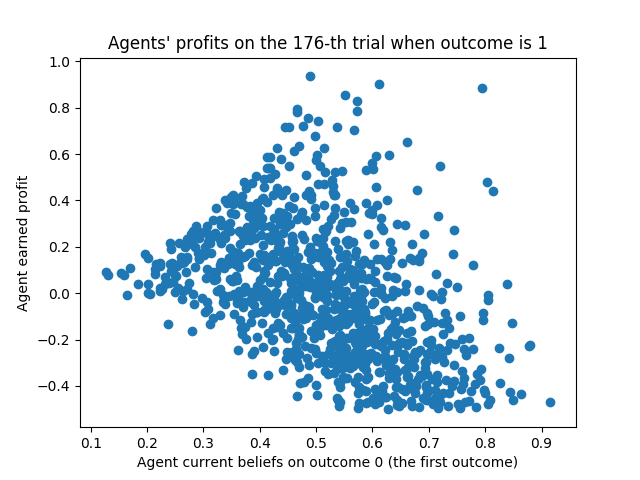 Agents' profits on the 176-th trial when outcome is 1
1.0
0.8
0.6
0.4
0.2
0.0
−0.2
−0.4
Agent earned profit
0.1 0.2 0.3 0.4 0.5 0.6 0.7 0.8 0.9
Agent current beliefs on outcome 0 (the first outcome)